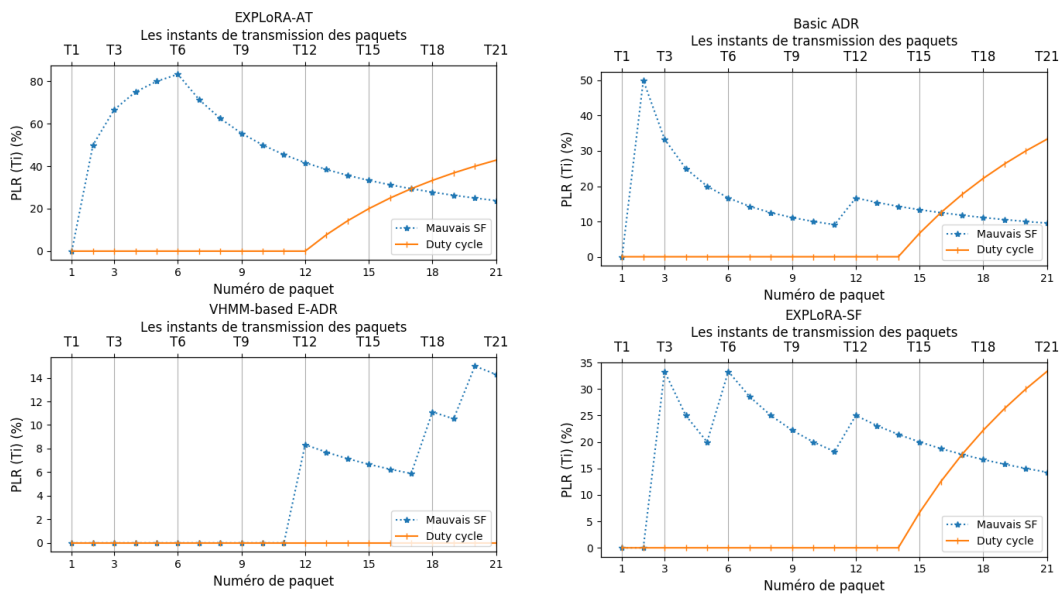 EXPLoRA-AT
Les instants de transmission des paquets
T1 T3 T6 T9 T12 T15 T18 T21
PLR (Ti) (%)
80
60
40
20
0
Mauvais SF
Duty cycle
1 3 6 9 12 15 18 21
Numéro de paquet
Basic ADR
Les instants de transmission des paquets
T1 T3 T6 T9 T12 T15 T18 T21
PLR (Ti) (%)
50
40
30
20
10
0
Mauvais SF
Duty cycle
1 3 6 9 12 15 18 21
Numéro de paquet
VHMM-based E-ADR
Les instants de transmission des paquets
T1 T3 T6 T9 T12 T15 T18 T21
PLR (Ti) (%)
14
12
10
8
6
4
2
0
Mauvais SF
Duty cycle
1 3 6 9 12 15 18 21
Numéro de paquet
EXPLoRA-SF
Les instants de transmission des paquets
T1 T3 T6 T9 T12 T15 T18 T21
PLR (Ti) (%)
35
30
25
20
15
10
5
0
Mauvais SF
Duty cycle
1 3 6 9 12 15 18 21
Numéro de paquet